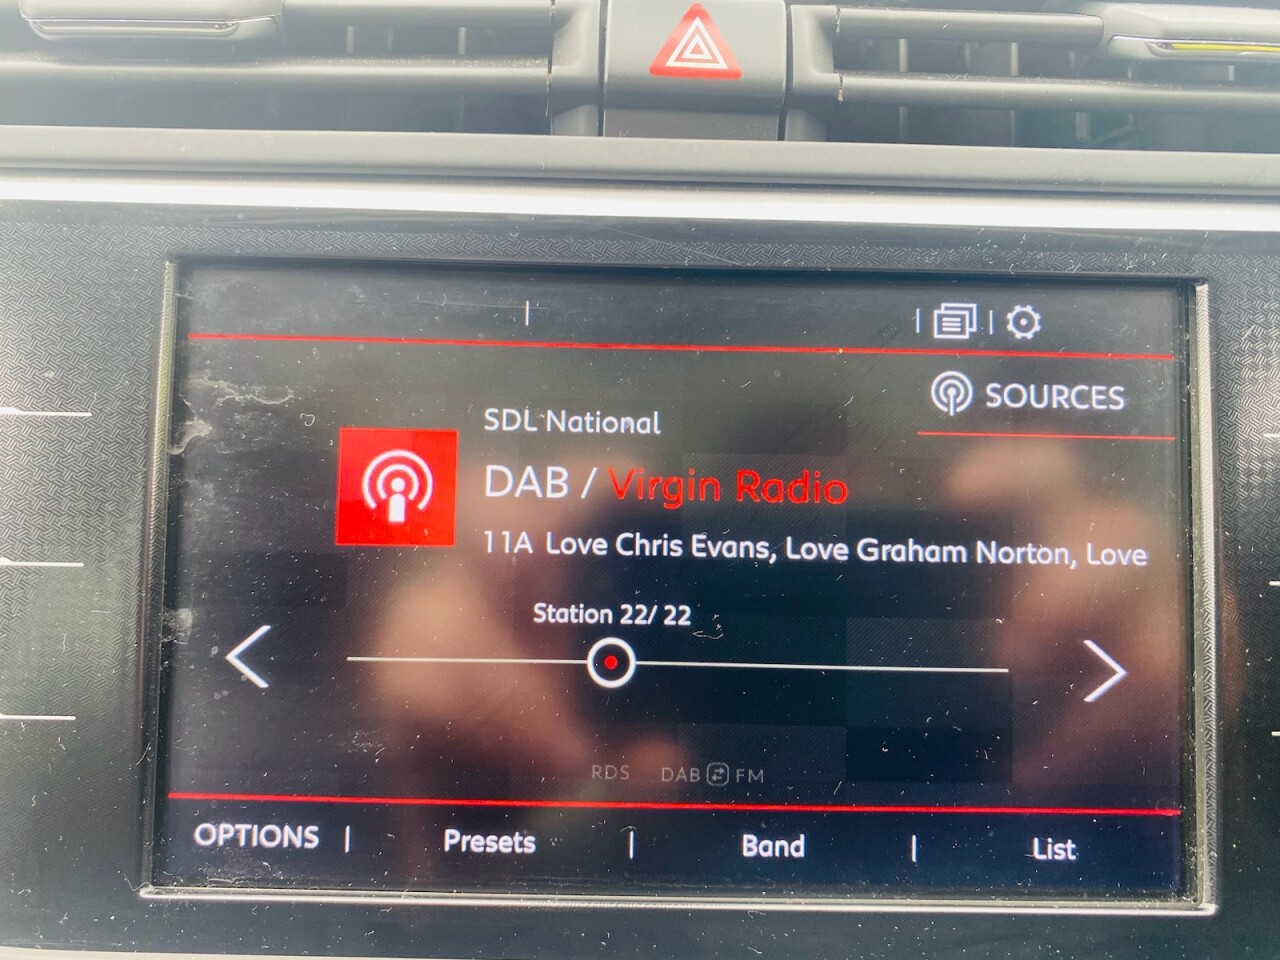 SOURCES
SDL National
DAB / Virgin Radio
11A Love Chris Evans, Love Graham Norton, Love
Station 22/ 22
RDS DAB FM
OPTIONS | Presets | Band | List